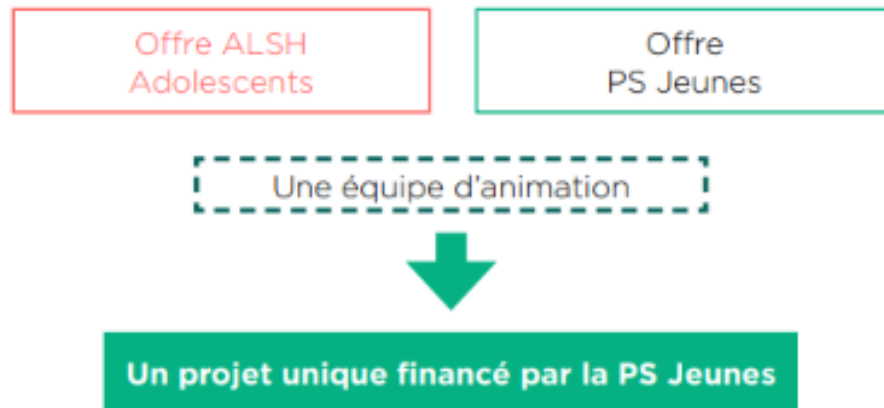 Offre ALSH
Adolescents
Offre
PS Jeunes
Une équipe d'animation
Un projet unique financé par la PS Jeunes